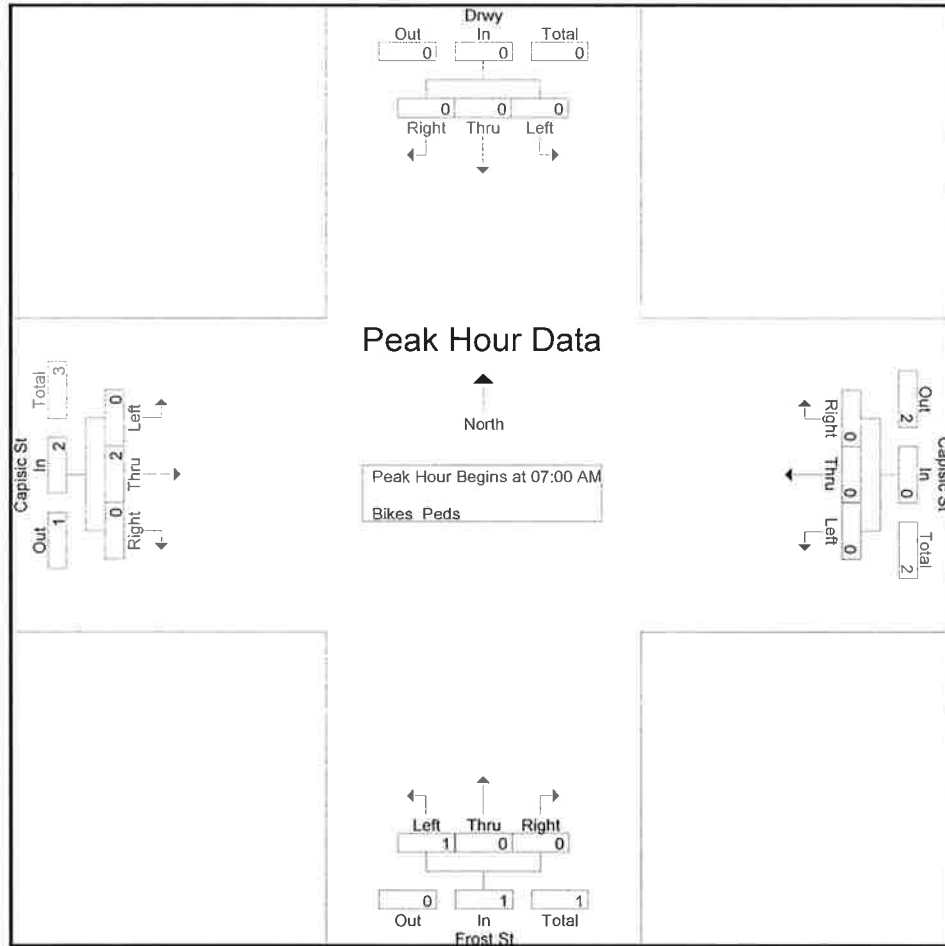 Drwy
Out In Total
0 0 0
0 0 0
Right Thru Left
Peak Hour Data
North
Peak Hour Begins at 07:00 AM
Bikes Peds
Capisic St
Total In Out
3 2 1
0 2 0
Left Thru Right
Right Thru Left
0 0 0
Out In Total
2 0 2
Capisic St
Left Thru Right
1 0 0
0 1 1
Out In Total
Frost St